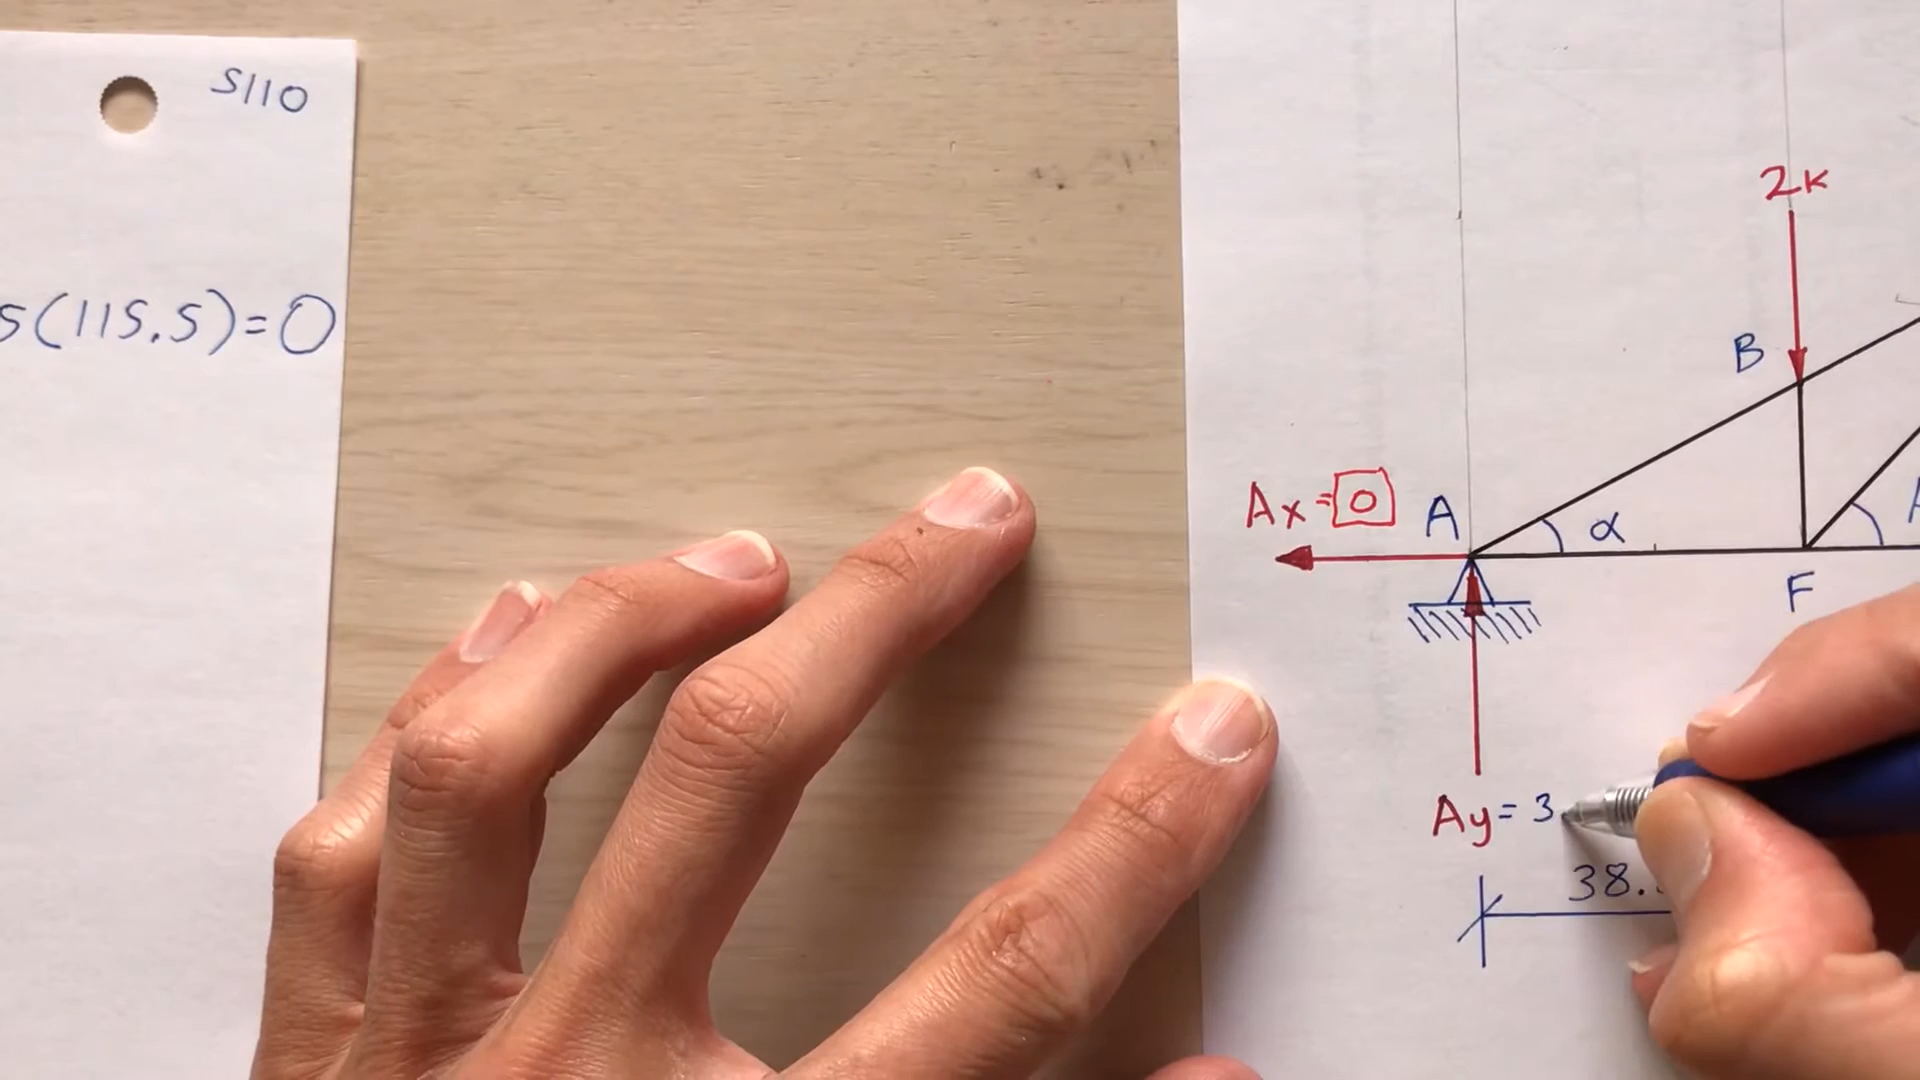 S110
5(115.5)=0
2K
B
Ax=0
A
α
F
Ay=3.
38.